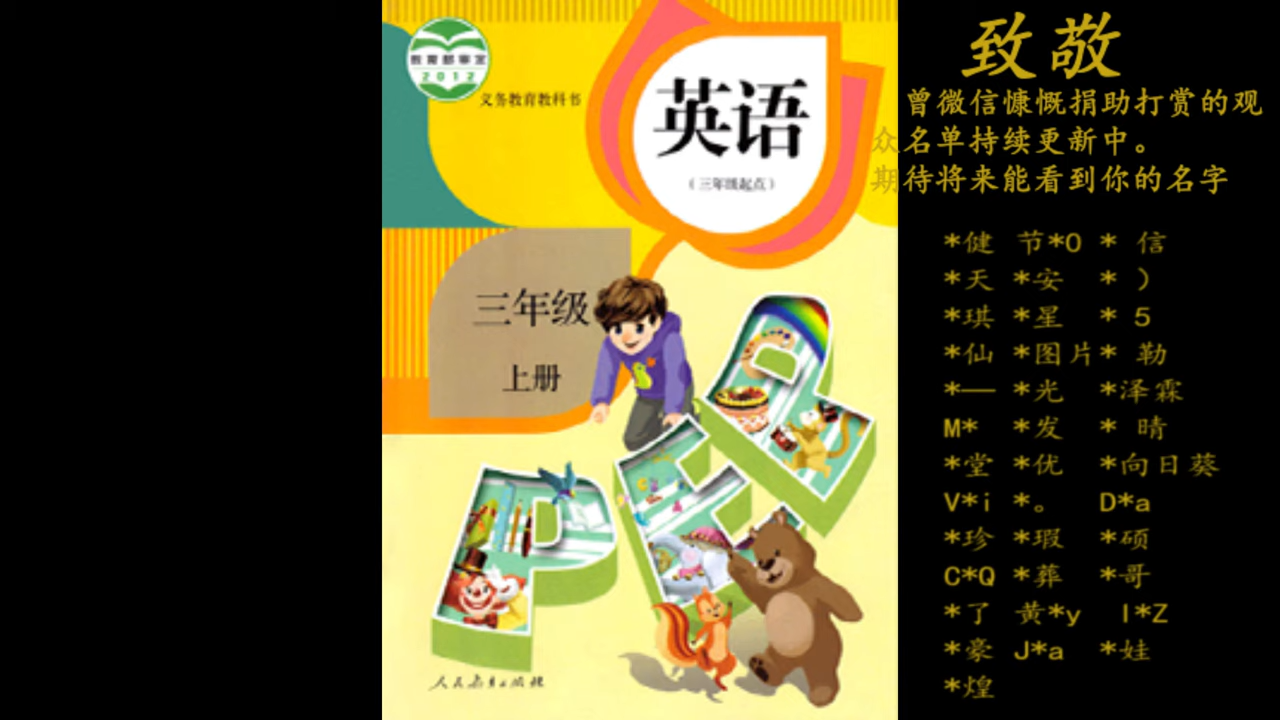 教育部审定
2012
义务教育教科书
英语
（三年级起点）
三年级
上册
PEP
人民教育出版社
致敬
曾微信慷慨捐助打赏的观
众名单持续更新中。
期待将来能看到你的名字
*健 节*O * 信
*天 *安 * ）
*琪 *星 * 5
*仙 *图片* 勒
*一 *光 *泽霖
M* *发 * 晴
*堂 *优 *向日葵
V*i *。 D*a
*珍 *瑕 *硕
C*Q *葬 *哥
*了 黄*y I*Z
*豪 J*a *娃
*煌